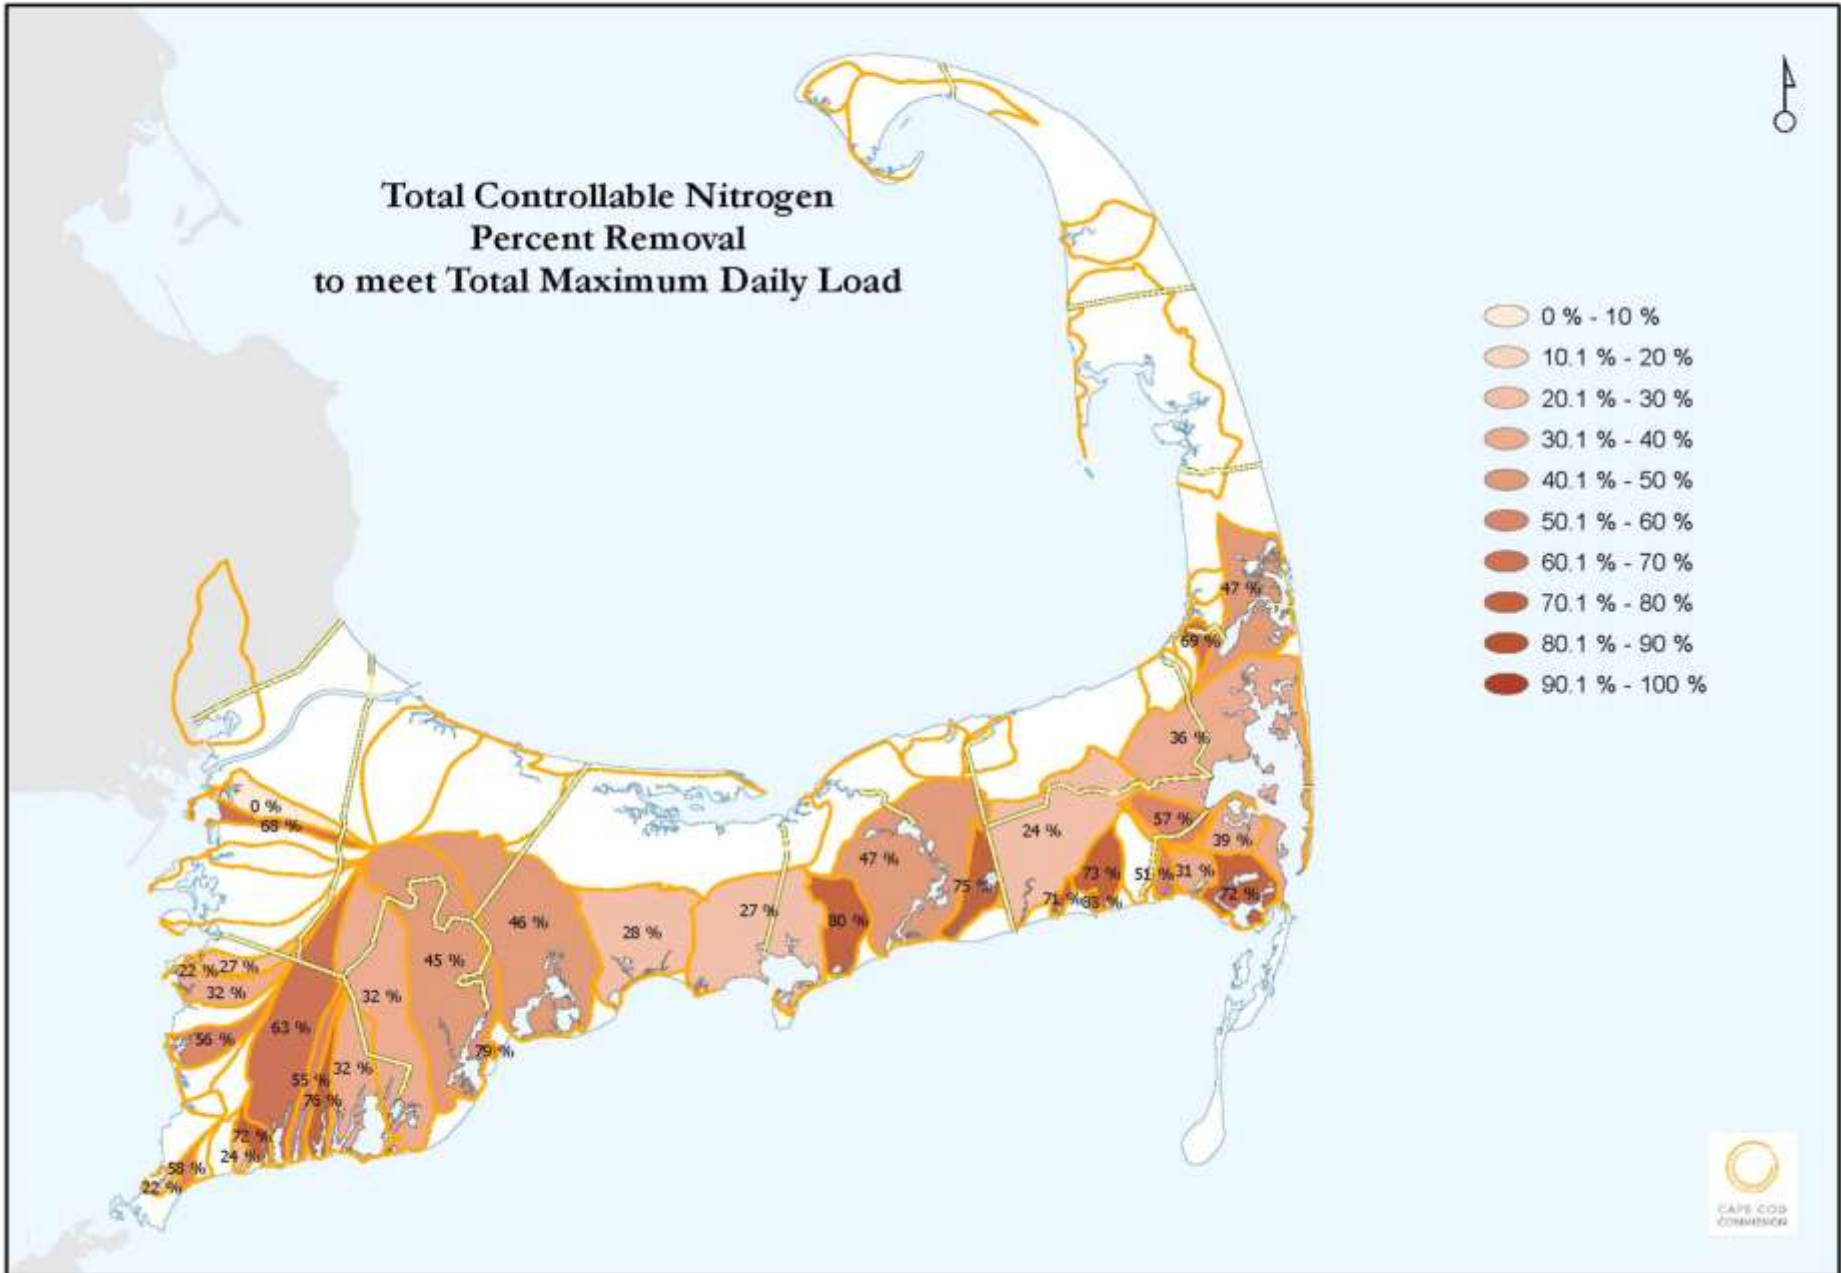 Total Controllable Nitrogen
Percent Removal
to meet Total Maximum Daily Load
0 % - 10 %
10.1 % - 20 %
20.1 % - 30 %
30.1 % - 40 %
40.1 % - 50 %
50.1 % - 60 %
60.1 % - 70 %
70.1 % - 80 %
80.1 % - 90 %
90.1 % - 100 %
47 %
69 %
36 %
0 %
68 %
57 %
24 %
39 %
47 %
73 %
51 %
31 %
75 %
72 %
71 %
27 %
80 %
46 %
28 %
45 %
22 %
27 %
32 %
32 %
63 %
56 %
79 %
32 %
55 %
76 %
72 %
24 %
58 %
22 %
CAPE COD
COMMISSION